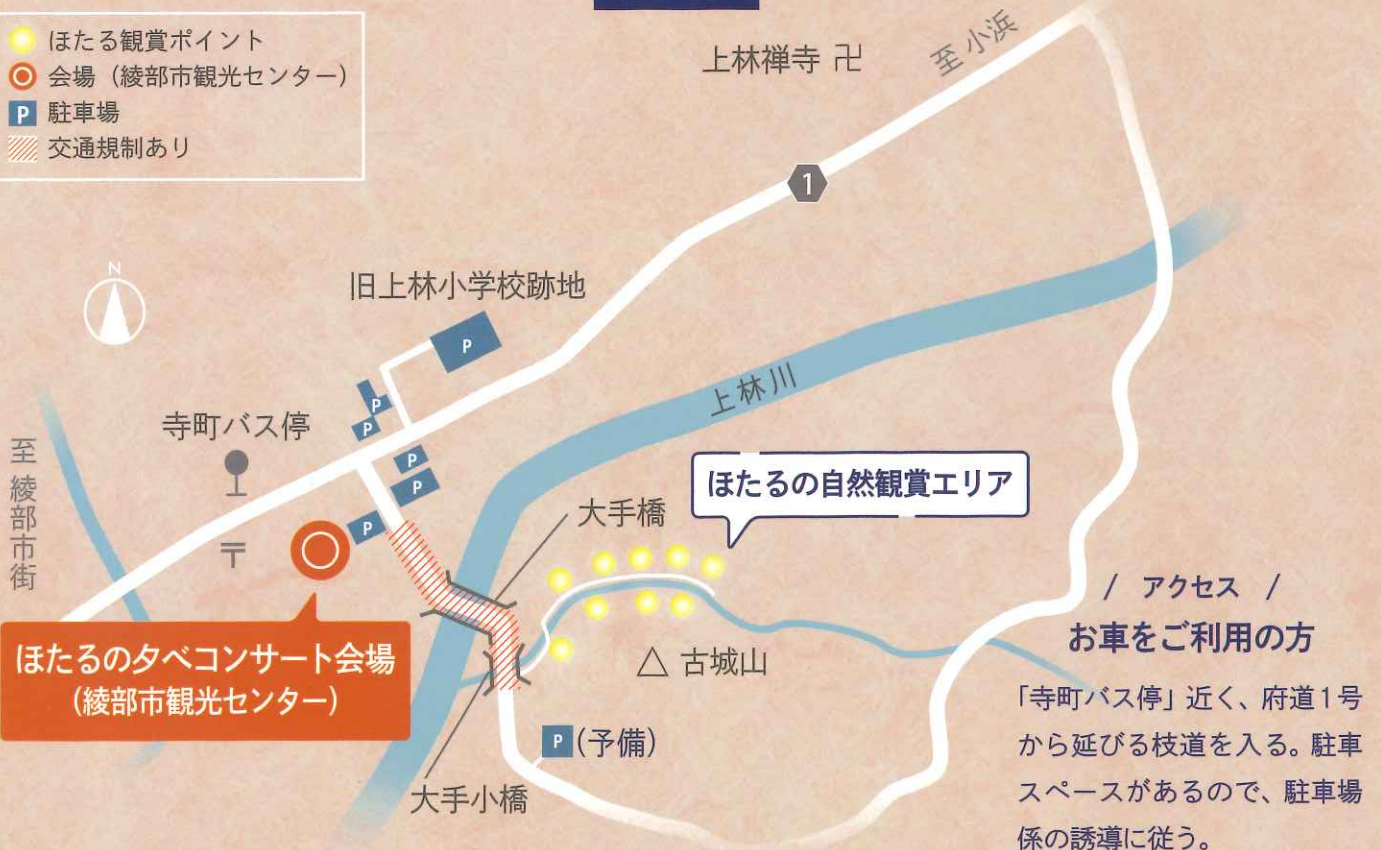 ほたる観賞ポイント
会場（綾部市観光センター）
P 駐車場
交通規制あり
上林禅寺 卍
至 小浜
1
N
旧上林小学校跡地
P
P
P
寺町バス停
P
P
P
上林川
至 綾部市街
〒
ほたるの自然観賞エリア
大手橋
ほたるの夕べコンサート会場
(綾部市観光センター)
△ 古城山
P (予備)
大手小橋
/ アクセス /
お車をご利用の方
「寺町バス停」近く、府道1号
から延びる枝道を入る。駐車
スペースがあるので、駐車場
係の誘導に従う。